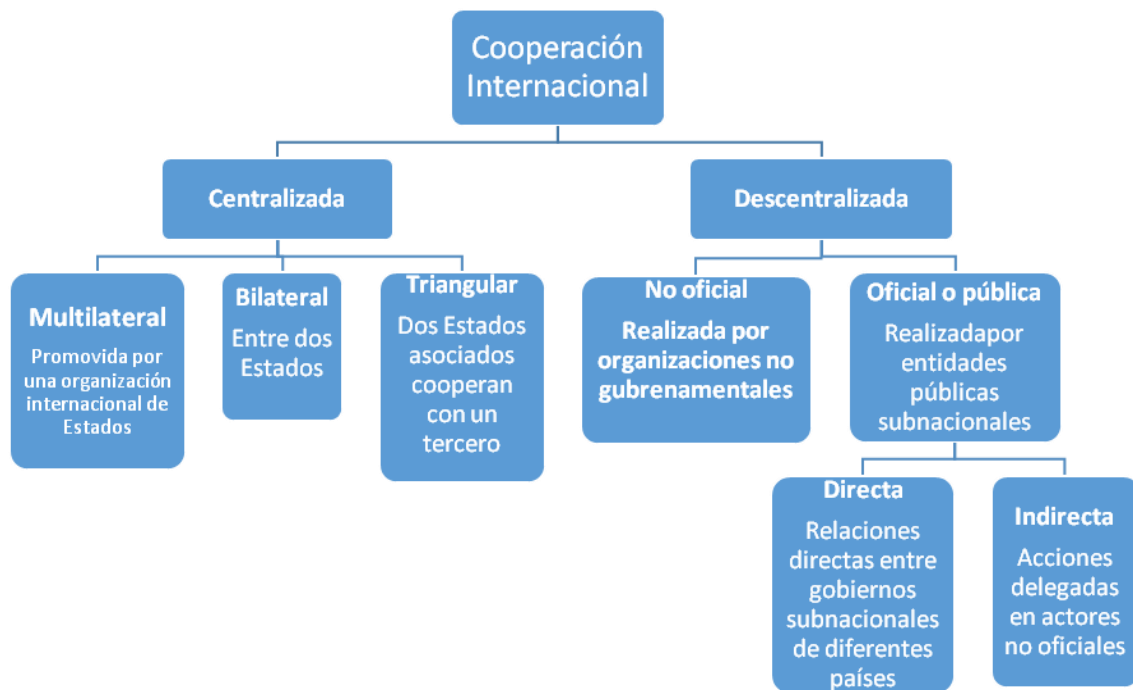 Cooperación
Internacional
Centralizada
Descentralizada
Multilateral
Promovida por
una organización
internacional de
Estados
Bilateral
Entre dos
Estados
Triangular
Dos Estados
asociados
cooperan
con un
tercero
No oficial
Realizada por
organizaciones no
gubrenamentales
Oficial o pública
Realizadapor
entidades
públicas
subnacionales
Directa
Relaciones
directas entre
gobiernos
subnacionales
de diferentes
países
Indirecta
Acciones
delegadas
en actores
no oficiales